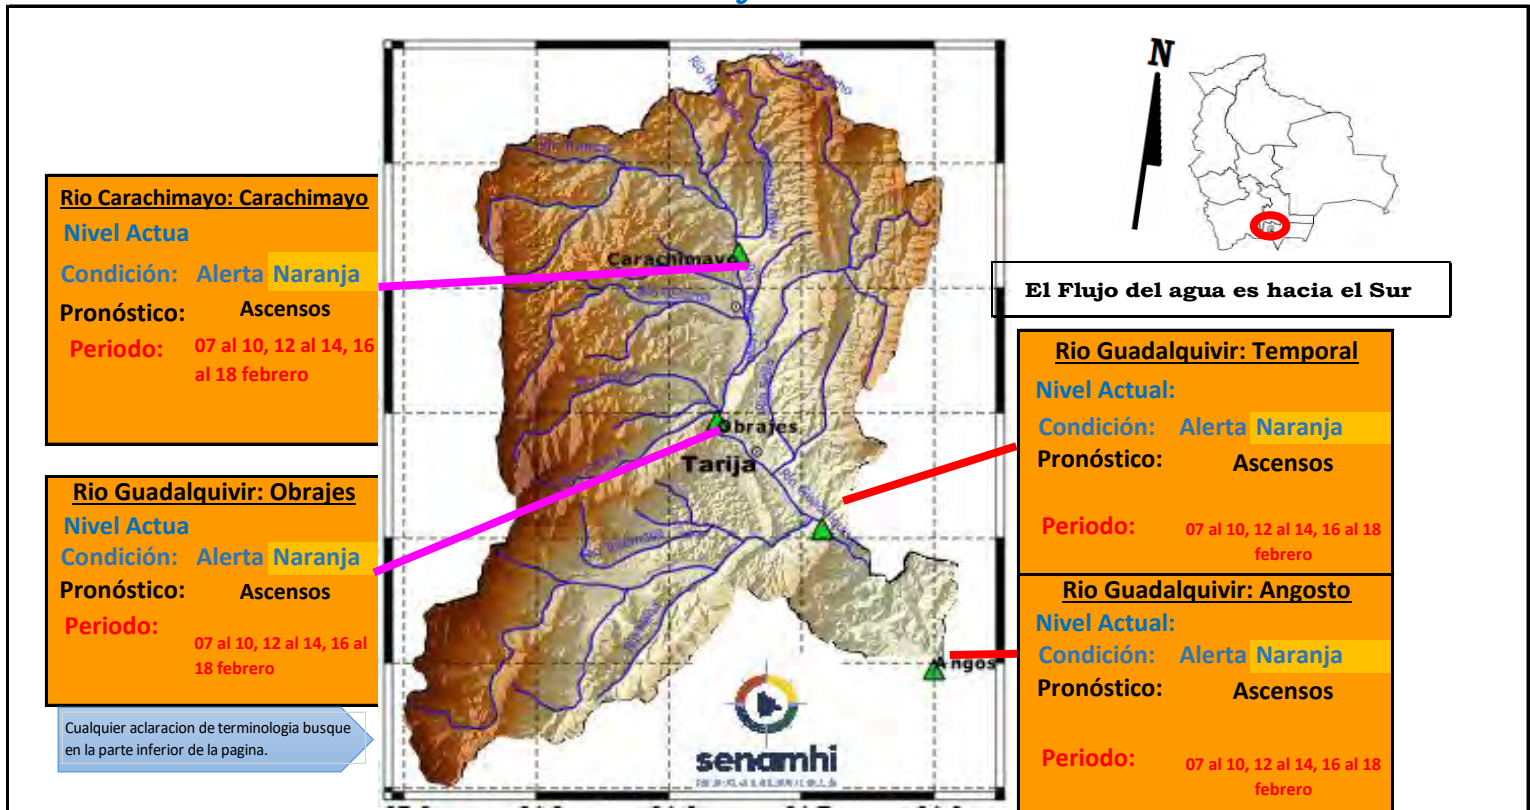 Rio Carachimayo: Carachimayo
Nivel Actua
Condición: Alerta Naranja
Pronóstico: Ascensos
Periodo: 07 al 10, 12 al 14, 16
al 18 febrero
Rio Guadalquivir: Obrajes
Nivel Actua
Condición: Alerta Naranja
Pronóstico: Ascensos
Periodo:
07 al 10, 12 al 14, 16 al
18 febrero
Cualquier aclaracion de terminologia busque
en la parte inferior de la pagina.
Carachimayo
Obrajes
Tarija
Angos
senamhi
N
El Flujo del agua es hacia el Sur
Rio Guadalquivir: Temporal
Nivel Actual:
Condición: Alerta Naranja
Pronóstico: Ascensos
Periodo: 07 al 10, 12 al 14, 16 al 18
febrero
Rio Guadalquivir: Angosto
Nivel Actual:
Condición: Alerta Naranja
Pronóstico: Ascensos
Periodo: 07 al 10, 12 al 14, 16 al 18
febrero